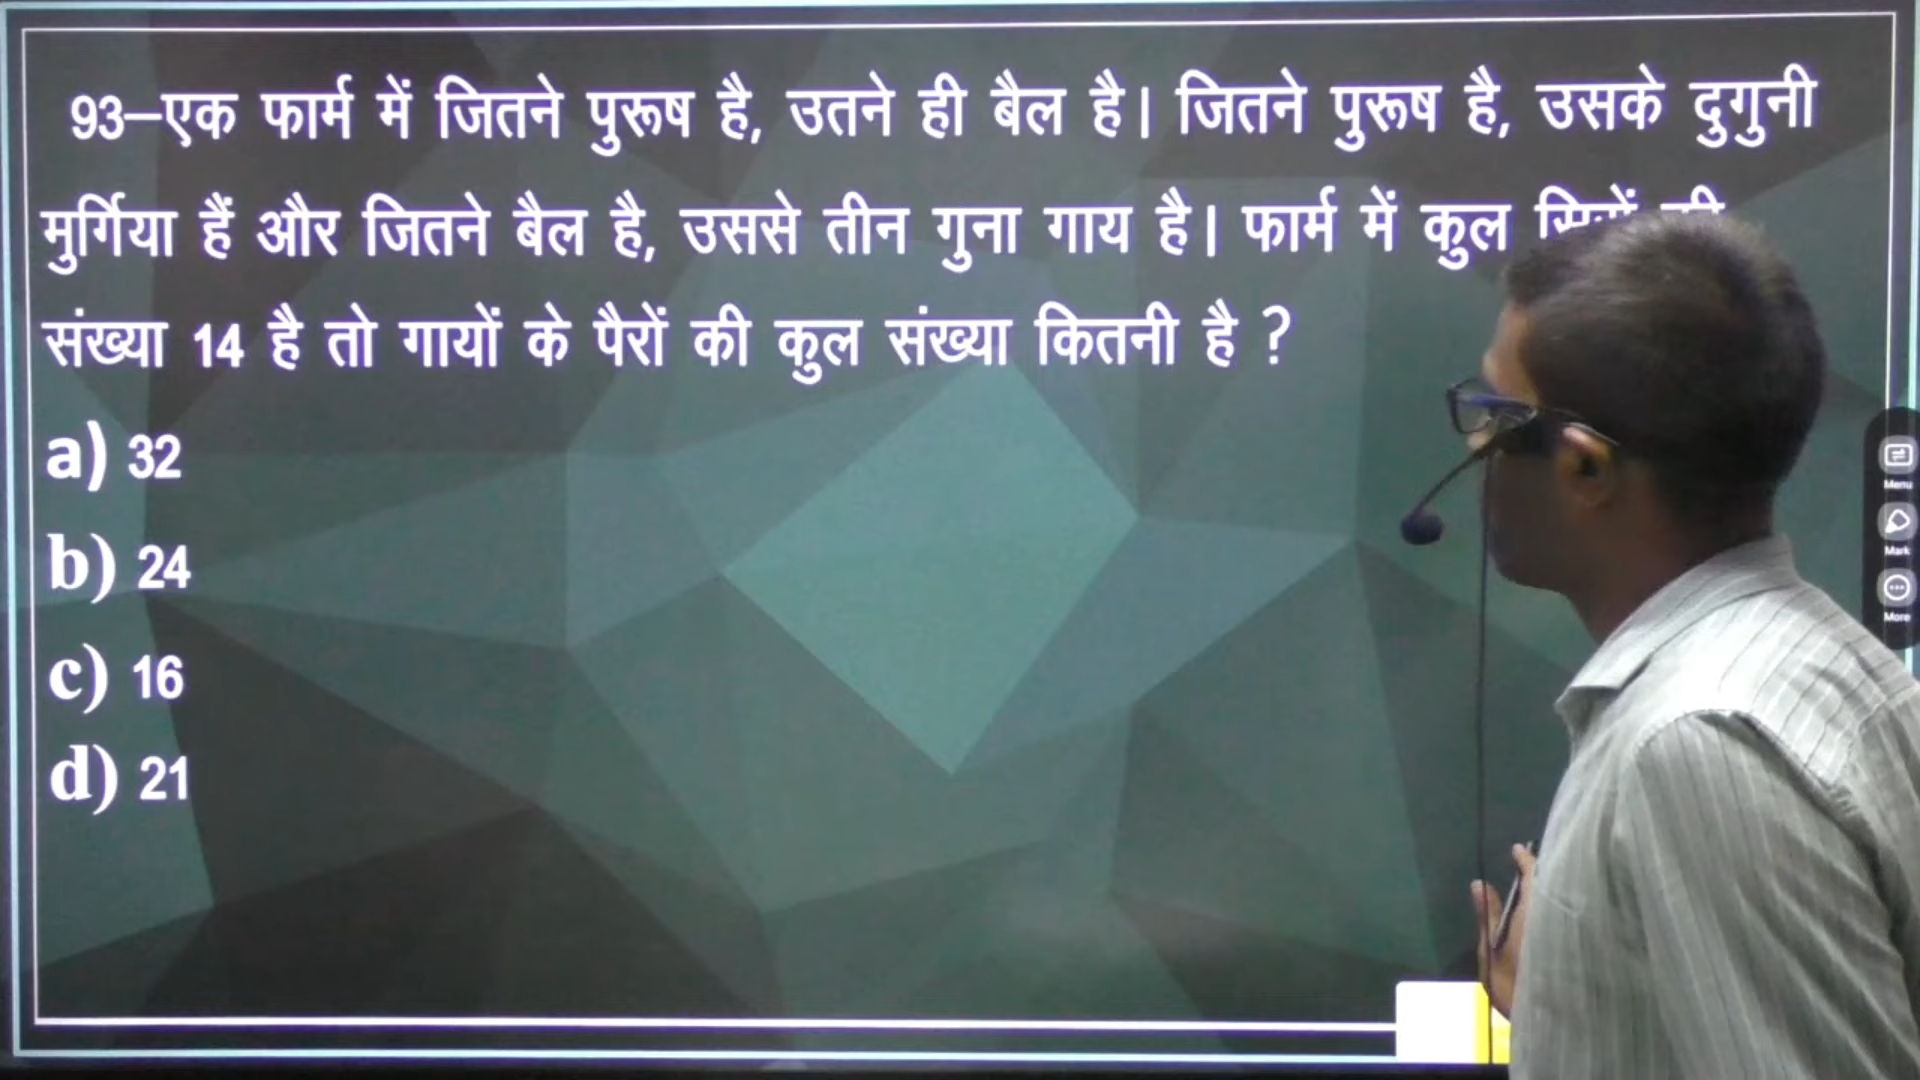 93–एक फार्म में जितने पुरूष है, उतने ही बैल है। जितने पुरूष है, उसके दुगुनी
मुर्गिया हैं और जितने बैल है, उससे तीन गुना गाय है। फार्म में कुल
संख्या 14 है तो गायों के पैरों की कुल संख्या कितनी है ?
a) 32
b) 24
c) 16
d) 21
Menu
Mark
More